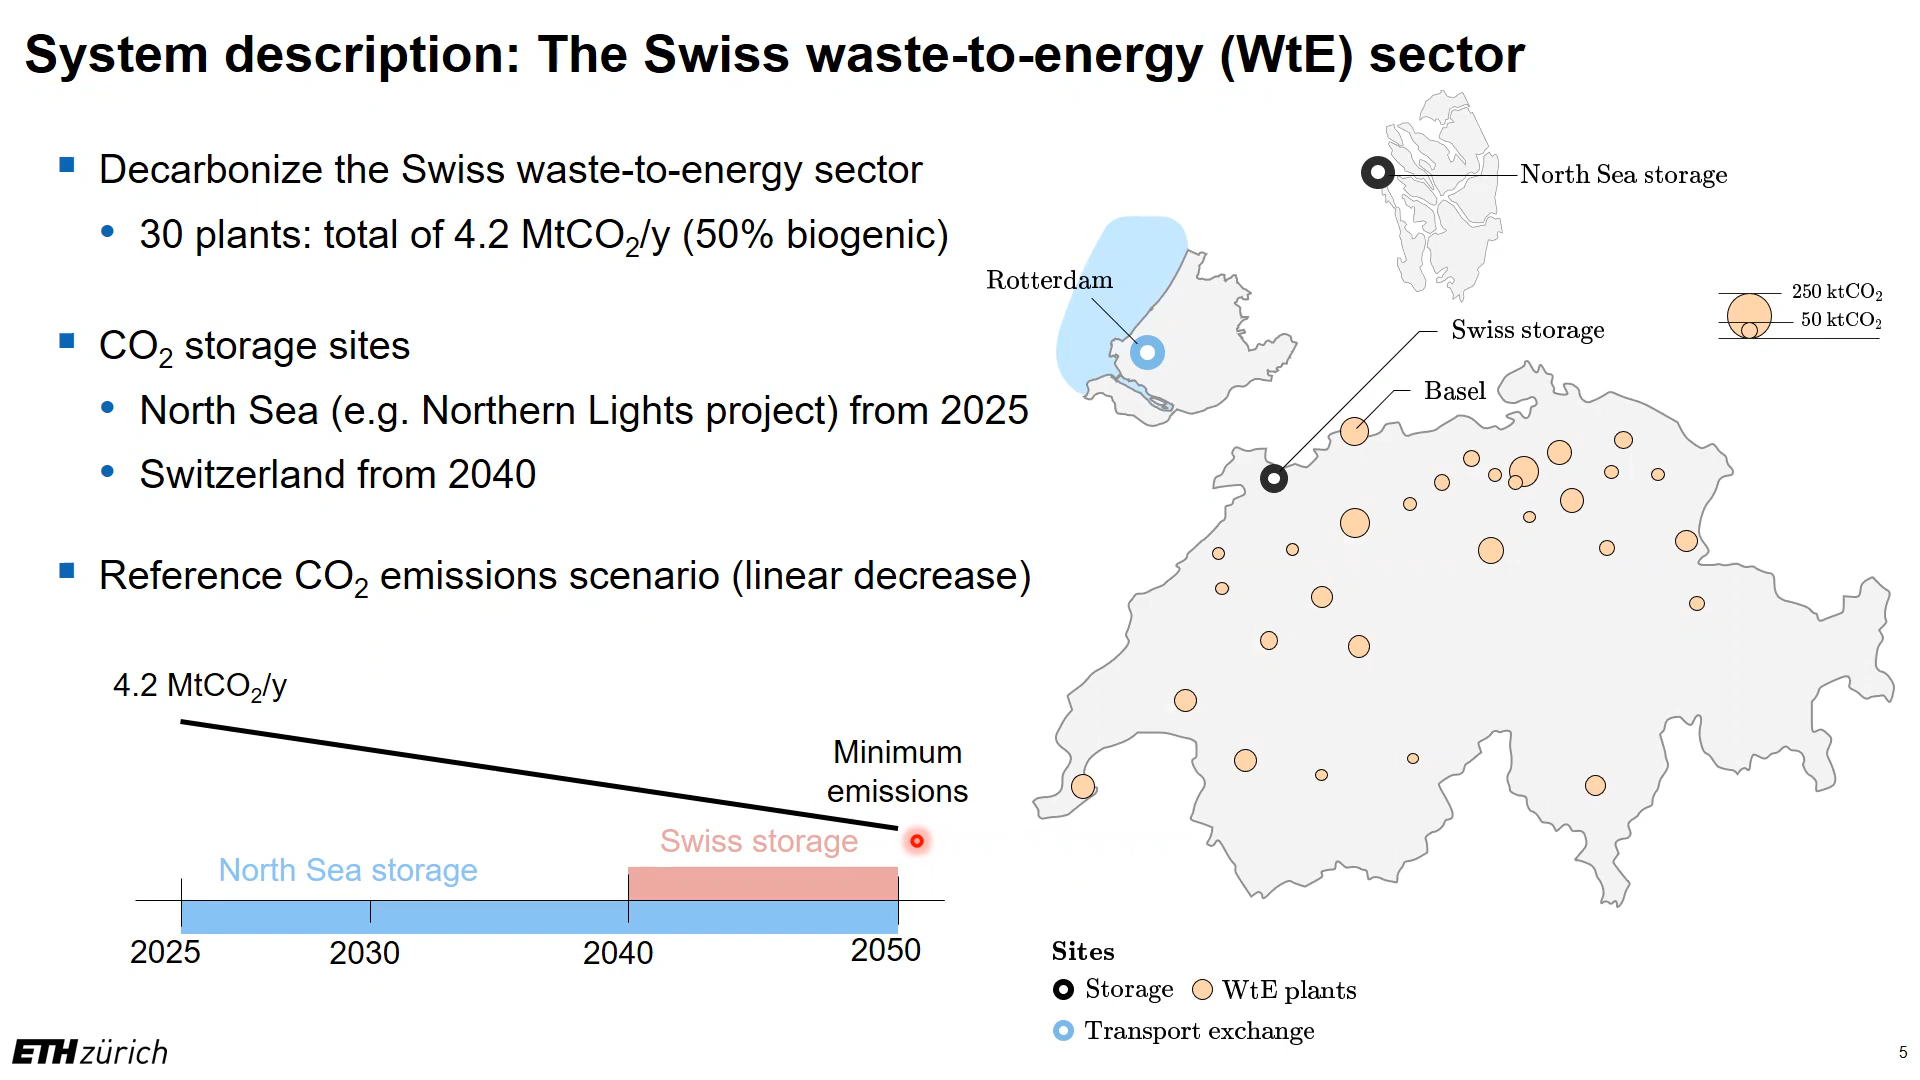 System description: The Swiss waste-to-energy (WtE) sector
Decarbonize the Swiss waste-to-energy sector
30 plants: total of 4.2 MtCO₂/y (50% biogenic)
CO₂ storage sites
North Sea (e.g. Northern Lights project) from 2025
Switzerland from 2040
Reference CO₂ emissions scenario (linear decrease)
4.2 MtCO₂/y
Minimum
emissions
Swiss storage
North Sea storage
2025
2030
2040
2050
North Sea storage
Rotterdam
250 ktCO₂
50 ktCO₂
Swiss storage
Basel
Sites
Storage
WtE plants
Transport exchange
ETH zürich
5